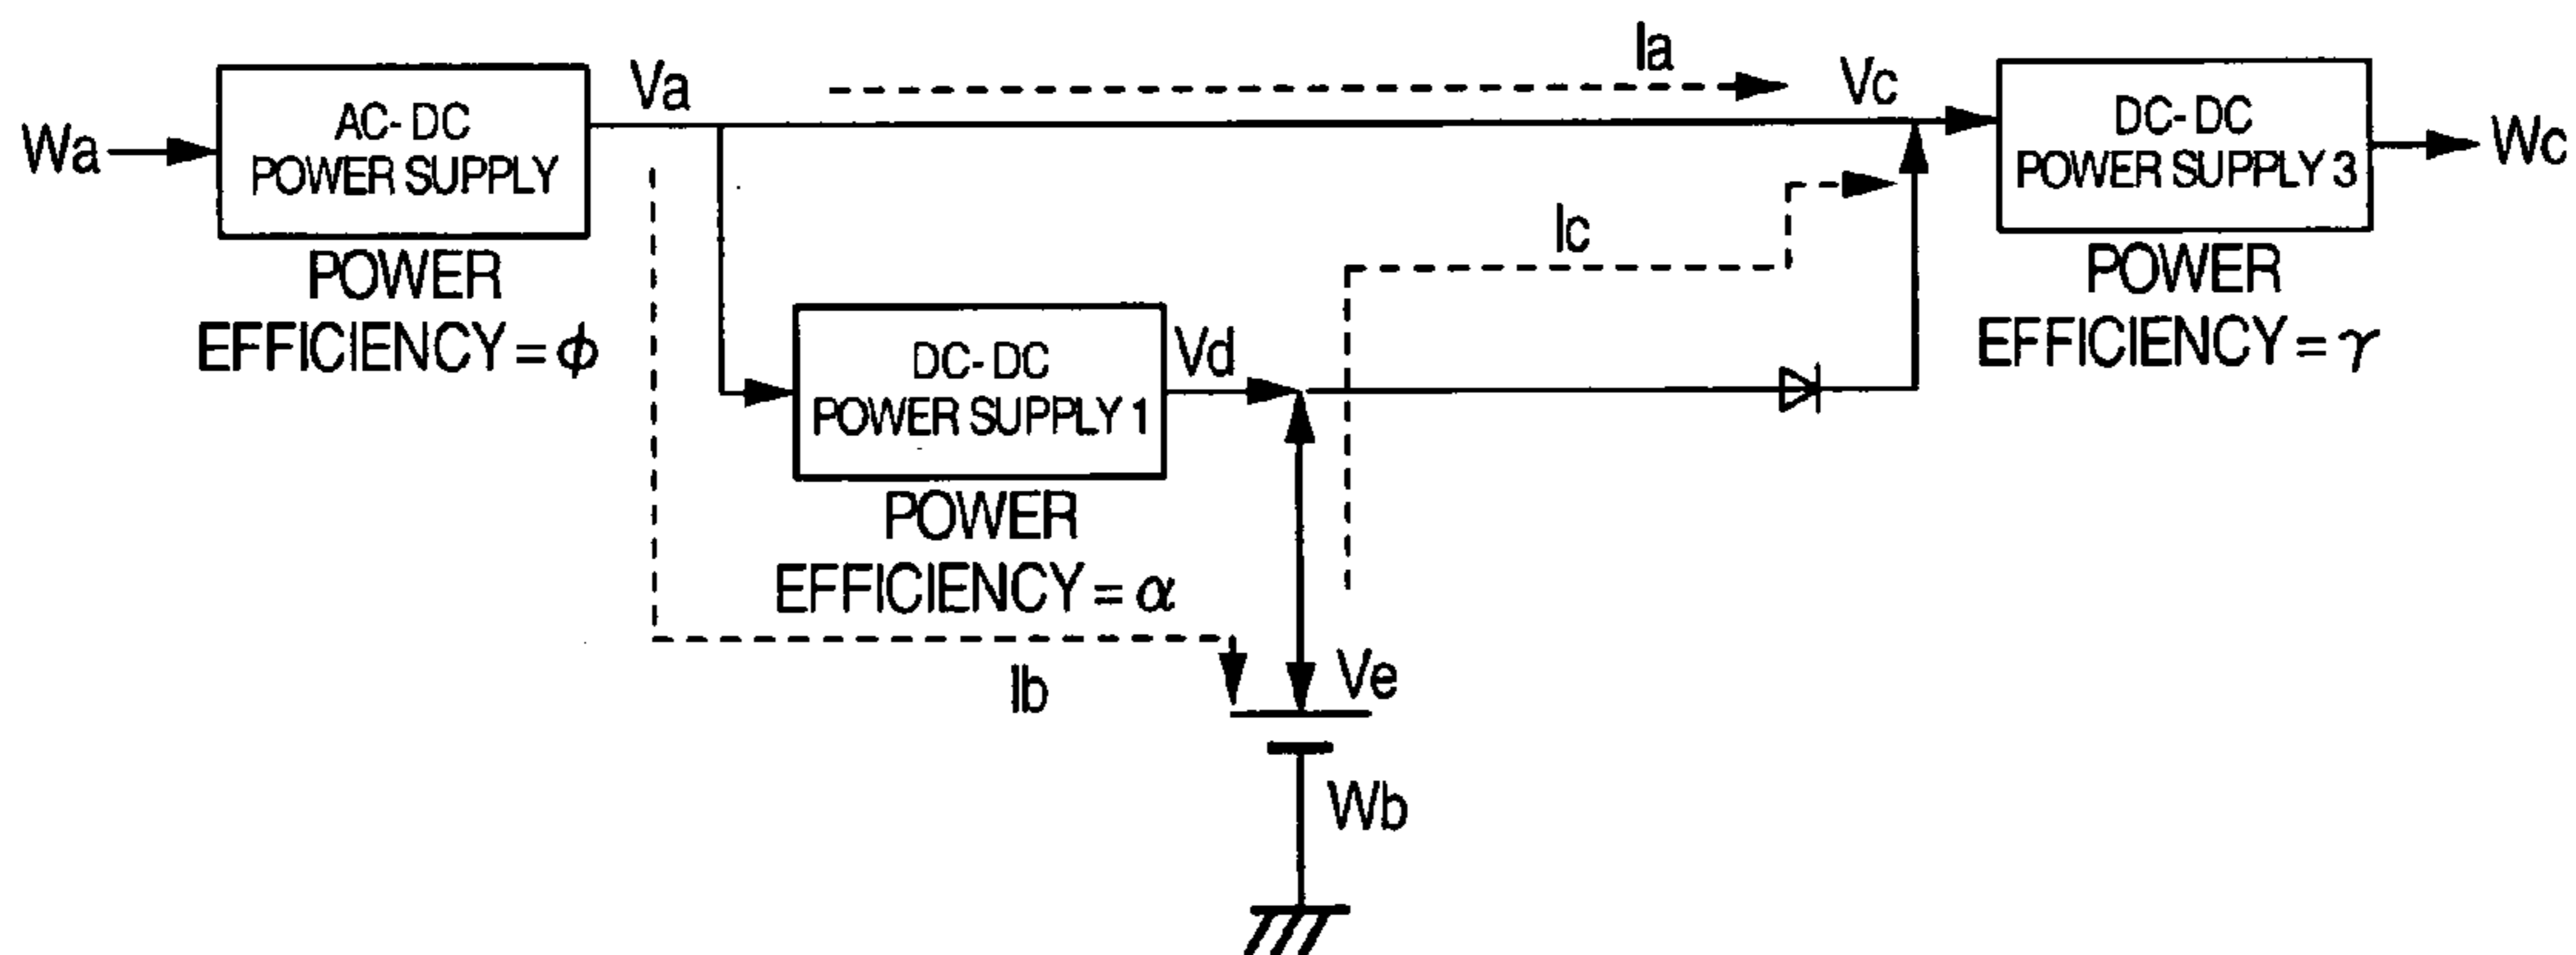 Wa
AC-DC
POWER SUPPLY
POWER
EFFICIENCY = ϕ
Va
Ia
Vc
DC-DC
POWER SUPPLY 3
Wc
POWER
EFFICIENCY = γ
Ic
DC-DC
POWER SUPPLY 1
Vd
POWER
EFFICIENCY = α
Ib
Ve
Wb